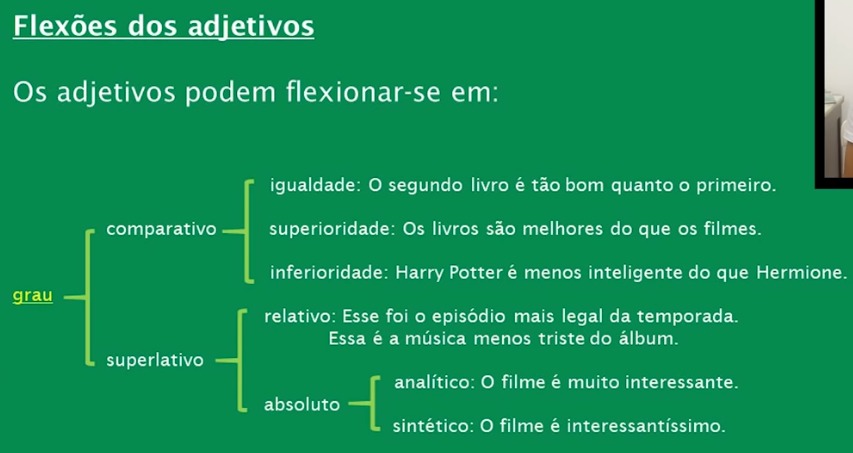 Flexões dos adjetivos
Os adjetivos podem flexionar-se em:
igualdade: O segundo livro é tão bom quanto o primeiro.
comparativo
superioridade: Os livros são melhores do que os filmes.
inferioridade: Harry Potter é menos inteligente do que Hermione.
grau
relativo: Esse foi o episódio mais legal da temporada.
Essa é a música menos triste do álbum.
superlativo
analítico: O filme é muito interessante.
absoluto
sintético: O filme é interessantíssimo.